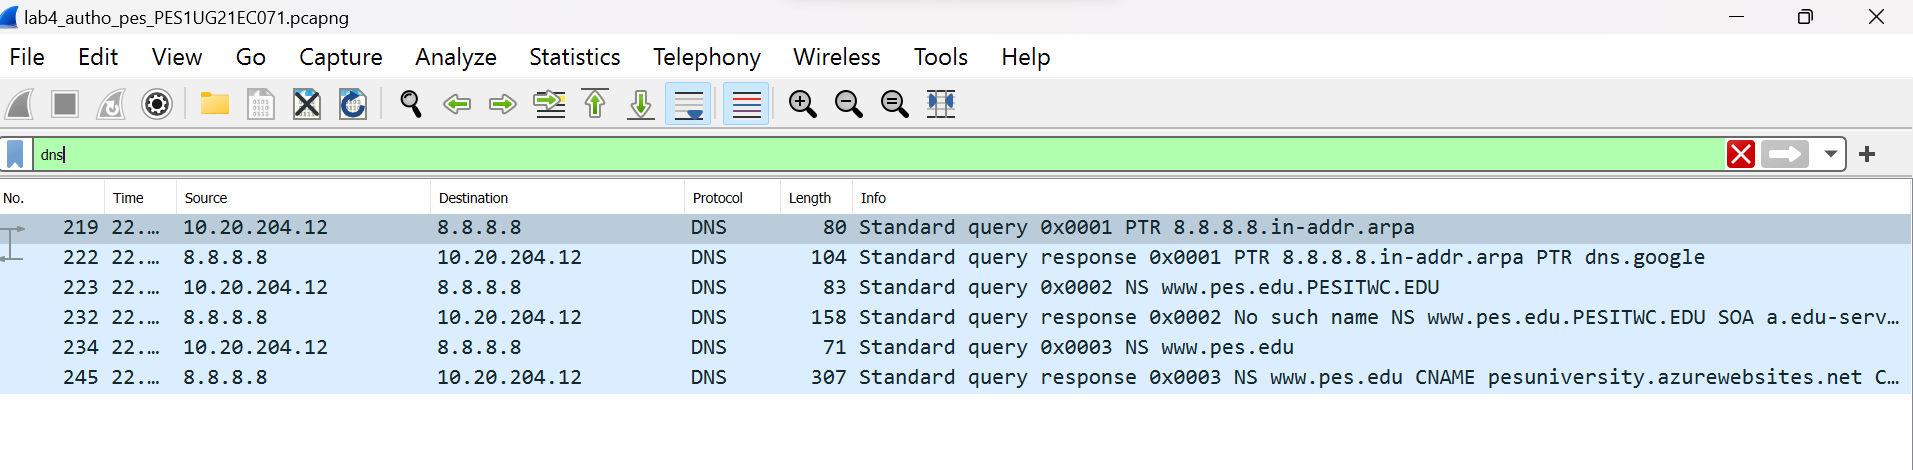 lab4_autho_pes_PES1UG21EC071.pcapng
File Edit View Go Capture Analyze Statistics Telephony Wireless Tools Help
dns
No. Time Source Destination Protocol Length Info
219 22.… 10.20.204.12 8.8.8.8 DNS 80 Standard query 0x0001 PTR 8.8.8.8.in-addr.arpa
222 22.… 8.8.8.8 10.20.204.12 DNS 104 Standard query response 0x0001 PTR 8.8.8.8.in-addr.arpa PTR dns.google
223 22.… 10.20.204.12 8.8.8.8 DNS 83 Standard query 0x0002 NS www.pes.edu.PESITWC.EDU
232 22.… 8.8.8.8 10.20.204.12 DNS 158 Standard query response 0x0002 No such name NS www.pes.edu.PESITWC.EDU SOA a.edu-serv…
234 22.… 10.20.204.12 8.8.8.8 DNS 71 Standard query 0x0003 NS www.pes.edu
245 22.… 8.8.8.8 10.20.204.12 DNS 307 Standard query response 0x0003 NS www.pes.edu CNAME pesuniversity.azurewebsites.net C…